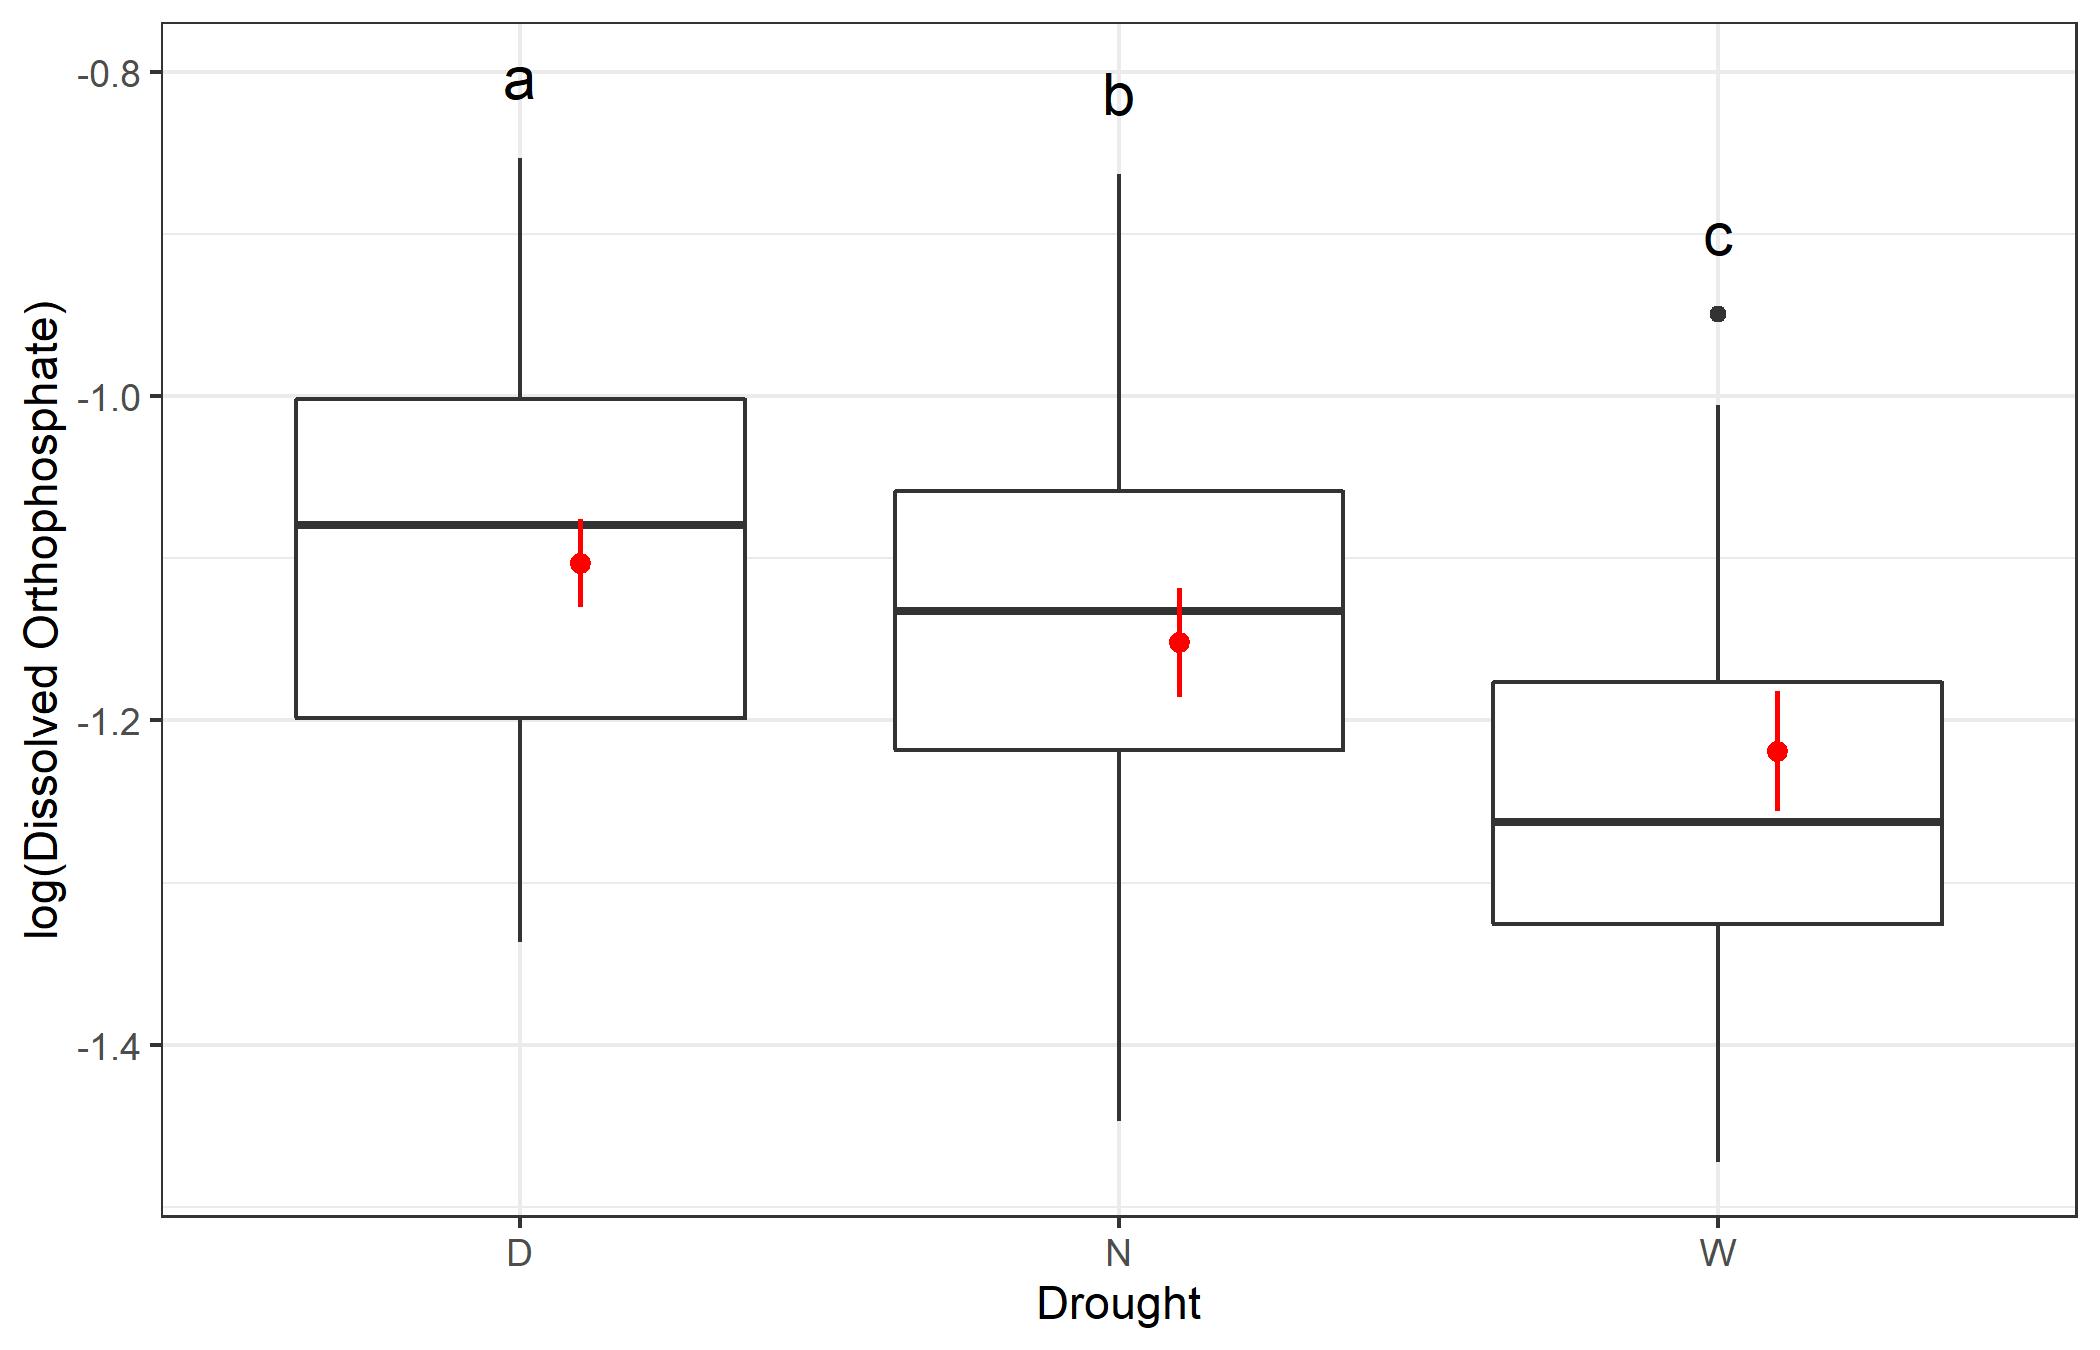 log(Dissolved Orthophosphate)
-0.8
-1.0
-1.2
-1.4
a
b
c
D N W
Drought